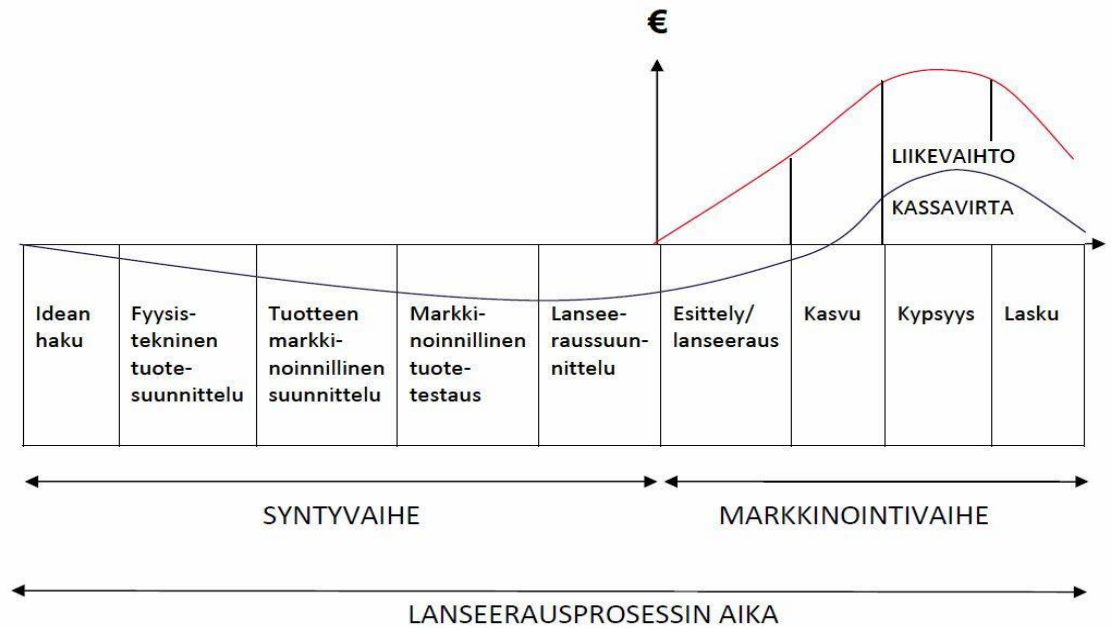 €
LIIKEVAIHTO
KASSAVIRTA
Idean
haku
Fyysis-
tekninen
tuote-
suunnittelu
Tuotteen
markki-
noinnillinen
suunnittelu
Markki-
noinnillinen
tuote-
testaus
Lansee-
raussuun-
nittelu
Esittely/
lanseeraus
Kasvu
Kypsyys
Lasku
SYNTYVAIHE
MARKKINOINTIVAIHE
LANSEERAUSPROSESSIN AIKA